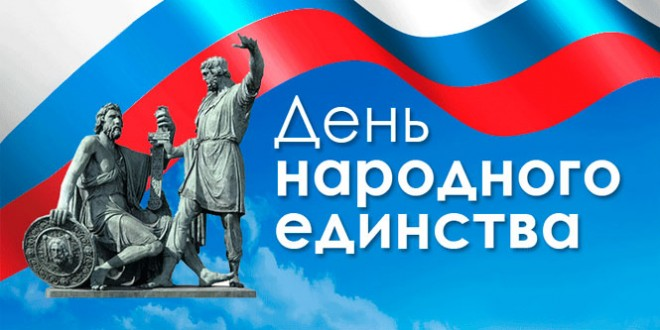 День
народного
единства